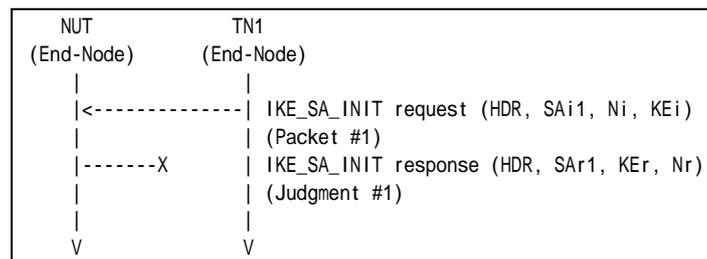 NUT TN1
(End-Node) (End-Node)
| |
|<--------------| IKE_SA_INIT request (HDR, SAi1, Ni, KEi)
| | (Packet #1)
|-------X | IKE_SA_INIT response (HDR, SAr1, KEr, Nr)
| | (Judgment #1)
| |
V V